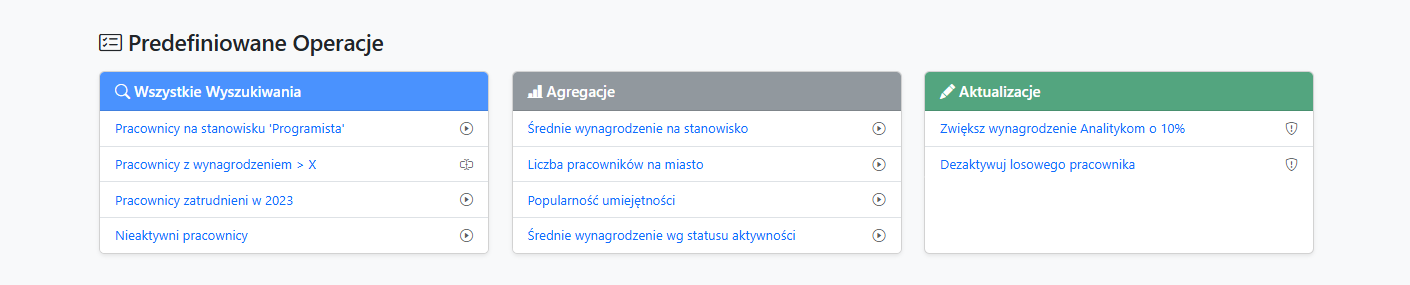 Predefiniowane Operacje
Wszystkie Wyszukiwania
Pracownicy na stanowisku 'Programista'
Pracownicy z wynagrodzeniem > X
Pracownicy zatrudnieni w 2023
Nieaktywni pracownicy
Agregacje
Średnie wynagrodzenie na stanowisko
Liczba pracowników na miasto
Popularność umiejętności
Średnie wynagrodzenie wg statusu aktywności
Aktualizacje
Zwiększ wynagrodzenie Analitykom o 10%
Dezaktywuj losowego pracownika